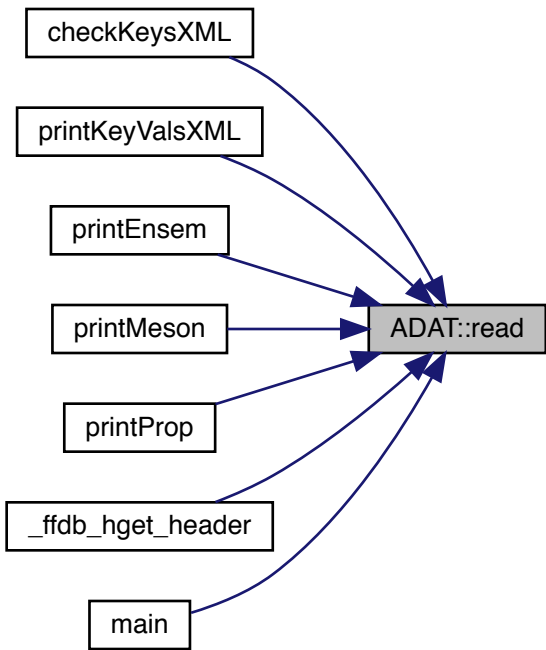 checkKeysXML
printKeyValsXML
printEnsem
printMeson
ADAT::read
printProp
_ffdb_hget_header
main